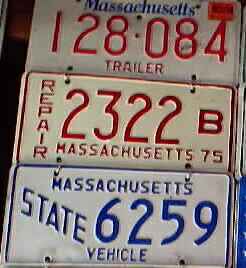 Massachusetts
128·084
TRAILER
REPAIR
2322 B
MASSACHUSETTS 75
MASSACHUSETTS
STATE 6259
VEHICLE